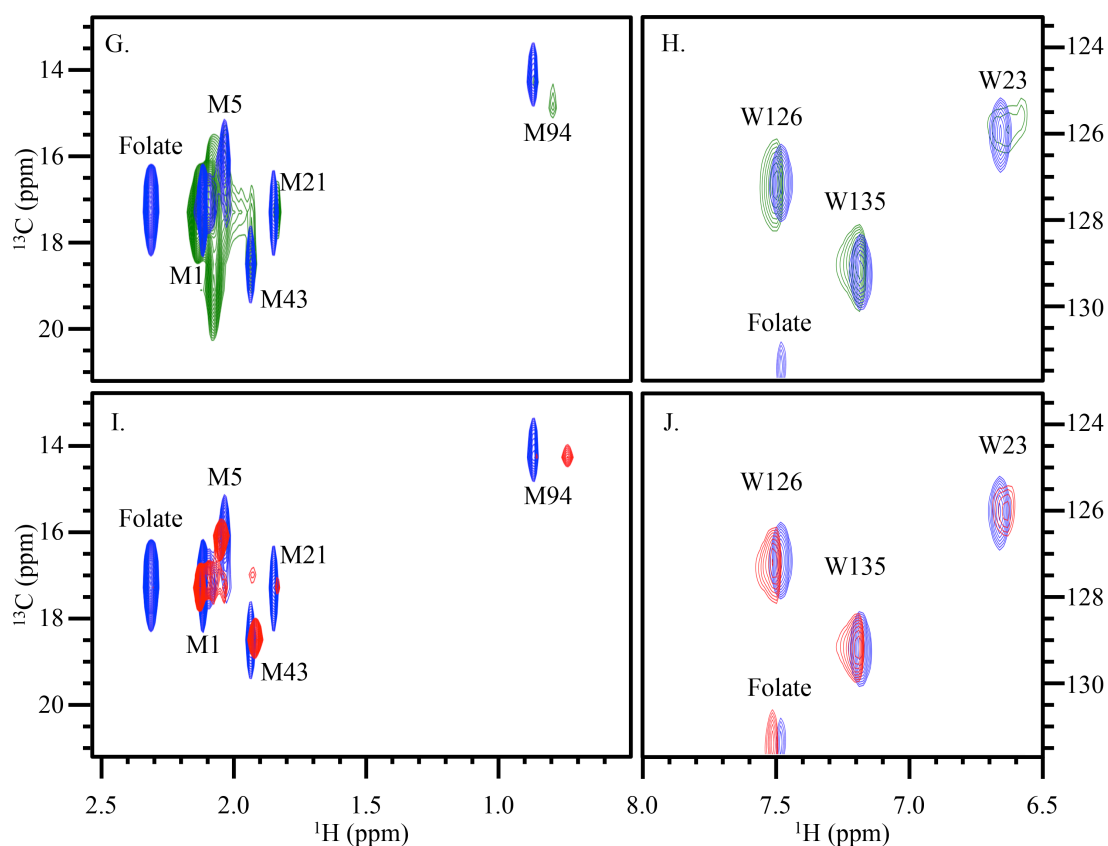 G.
M5
Folate
M94
M21
M1
M43
14
16
18
20
¹³C (ppm)
H.
W23
W126
W135
Folate
124
126
128
130
I.
M5
Folate
M94
M21
M1
M43
14
16
18
20
¹³C (ppm)
2.5
2.0
1.5
1.0
¹H (ppm)
J.
W23
W126
W135
Folate
124
126
128
130
8.0
7.5
7.0
6.5
¹H (ppm)